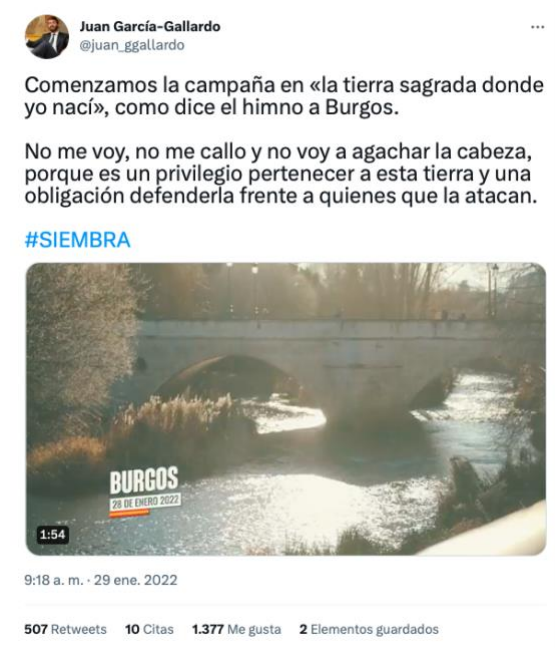 Juan García-Gallardo
@juan_ggallardo
Comenzamos la campaña en «la tierra sagrada donde
yo nací», como dice el himno a Burgos.
No me voy, no me callo y no voy a agachar la cabeza,
porque es un privilegio pertenecer a esta tierra y una
obligación defenderla frente a quienes que la atacan.
#SIEMBRA
BURGOS
28 DE ENERO 2022
1:54
9:18 a. m. · 29 ene. 2022
507 Retweets 10 Citas 1.377 Me gusta 2 Elementos guardados